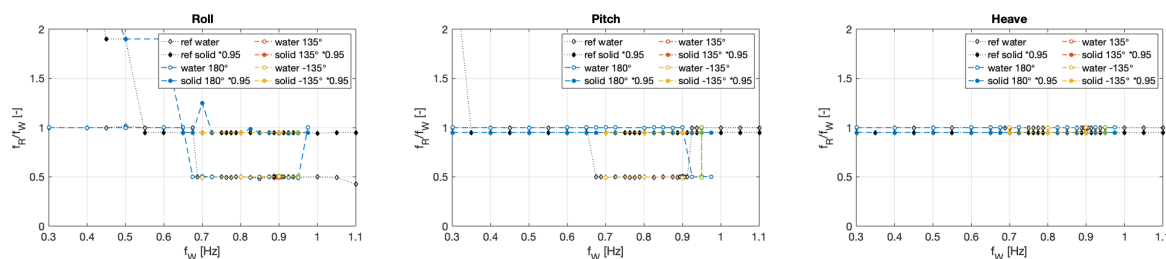 Roll
2
1.5
1
0.5
0
0.3 0.4 0.5 0.6 0.7 0.8 0.9 1 1.1
f_W [Hz]
f_R/f_W [-]
ref water
ref solid *0.95
water 180°
solid 180° *0.95
water 135°
solid 135° *0.95
water -135°
solid -135° *0.95
Pitch
2
1.5
1
0.5
0
0.3 0.4 0.5 0.6 0.7 0.8 0.9 1 1.1
f_W [Hz]
f_R/f_W [-]
ref water
ref solid *0.95
water 180°
solid 180° *0.95
water 135°
solid 135° *0.95
water -135°
solid -135° *0.95
Heave
2
1.5
1
0.5
0
0.3 0.4 0.5 0.6 0.7 0.8 0.9 1 1.1
f_W [Hz]
f_R/f_W [-]
ref water
ref solid *0.95
water 180°
solid 180° *0.95
water 135°
solid 135° *0.95
water -135°
solid -135° *0.95